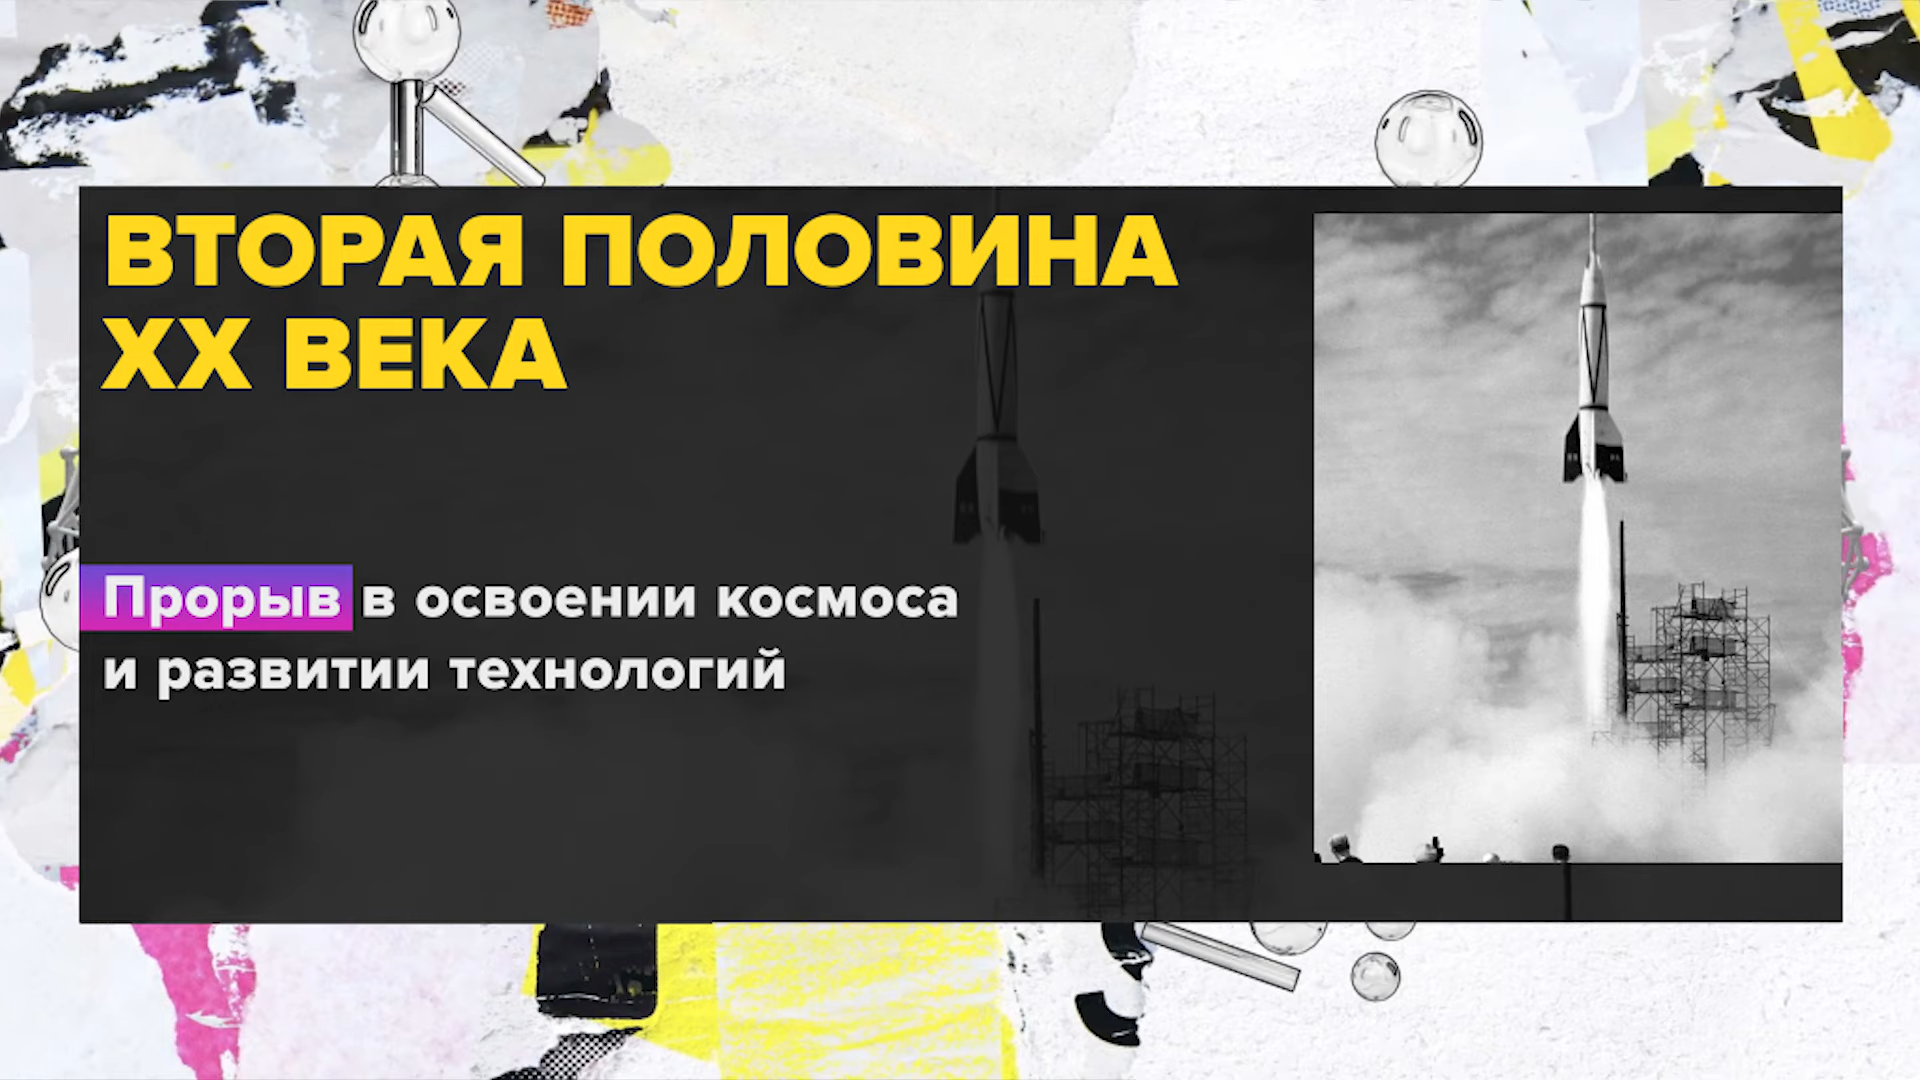 ВТОРАЯ ПОЛОВИНА
XX ВЕКА
Прорыв в освоении космоса
и развитии технологий